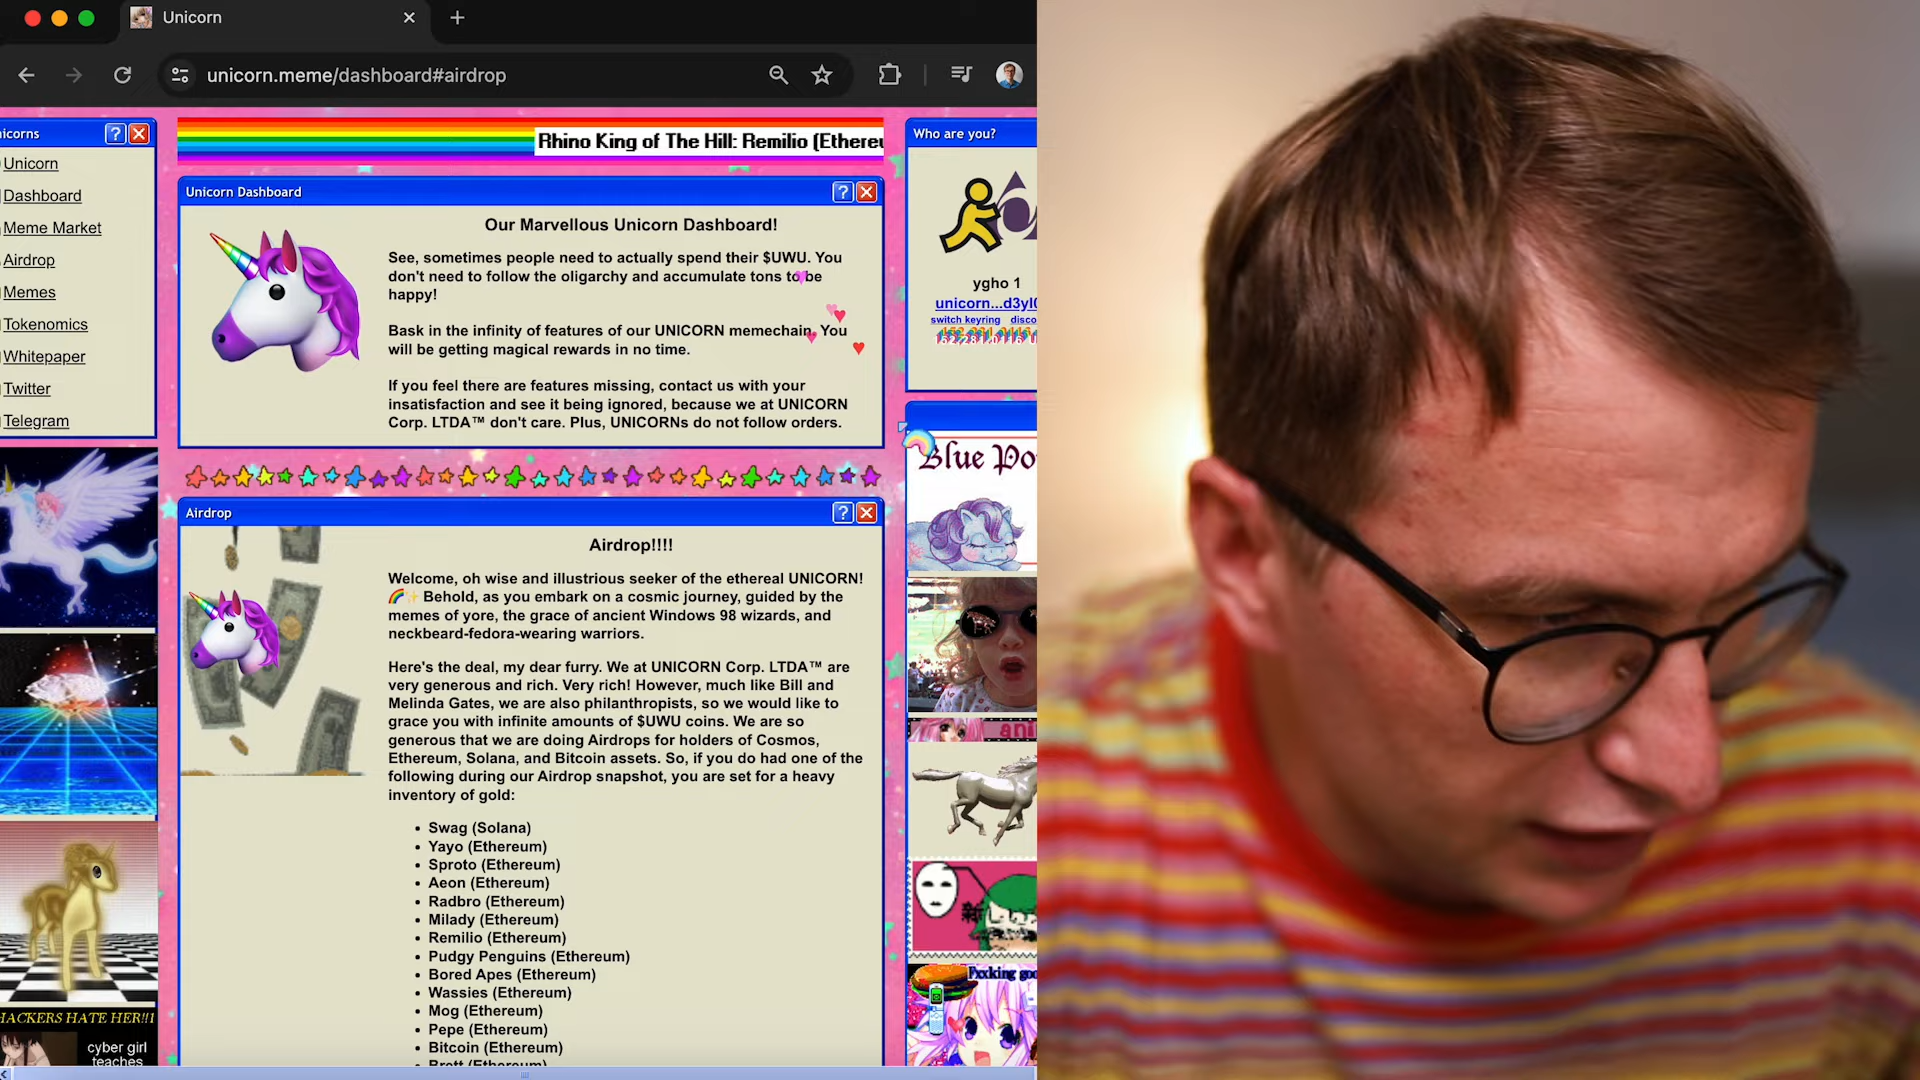 Unicorn
unicorn.meme/dashboard#airdrop
nicorns
Unicorn
Dashboard
Meme Market
Airdrop
Memes
Tokenomics
Whitepaper
Twitter
Telegram
HACKERS HATE HER!!1
cyber girl
teaches
Rhino King of The Hill: Remilio (Ethereu
Unicorn Dashboard
Our Marvellous Unicorn Dashboard!
See, sometimes people need to actually spend their $UWU. You
don't need to follow the oligarchy and accumulate tons to be
happy!
Bask in the infinity of features of our UNICORN memechain. You
will be getting magical rewards in no time.
If you feel there are features missing, contact us with your
insatisfaction and see it being ignored, because we at UNICORN
Corp. LTDA™ don't care. Plus, UNICORNs do not follow orders.
Airdrop
Airdrop!!!!
Welcome, oh wise and illustrious seeker of the ethereal UNICORN!
🌈✨ Behold, as you embark on a cosmic journey, guided by the
memes of yore, the grace of ancient Windows 98 wizards, and
neckbeard-fedora-wearing warriors.
Here's the deal, my dear furry. We at UNICORN Corp. LTDA™ are
very generous and rich. Very rich! However, much like Bill and
Melinda Gates, we are also philanthropists, so we would like to
grace you with infinite amounts of $UWU coins. We are so
generous that we are doing Airdrops for holders of Cosmos,
Ethereum, Solana, and Bitcoin assets. So, if you do had one of the
following during our Airdrop snapshot, you are set for a heavy
inventory of gold:
• Swag (Solana)
• Yayo (Ethereum)
• Sproto (Ethereum)
• Aeon (Ethereum)
• Radbro (Ethereum)
• Milady (Ethereum)
• Remilio (Ethereum)
• Pudgy Penguins (Ethereum)
• Bored Apes (Ethereum)
• Wassies (Ethereum)
• Mog (Ethereum)
• Pepe (Ethereum)
• Bitcoin (Ethereum)
• Brett (Ethereum)
Who are you?
ygho 1
unicorn...d3yl0
switch keyring disco
Blue Po
ani
Fxxking goo